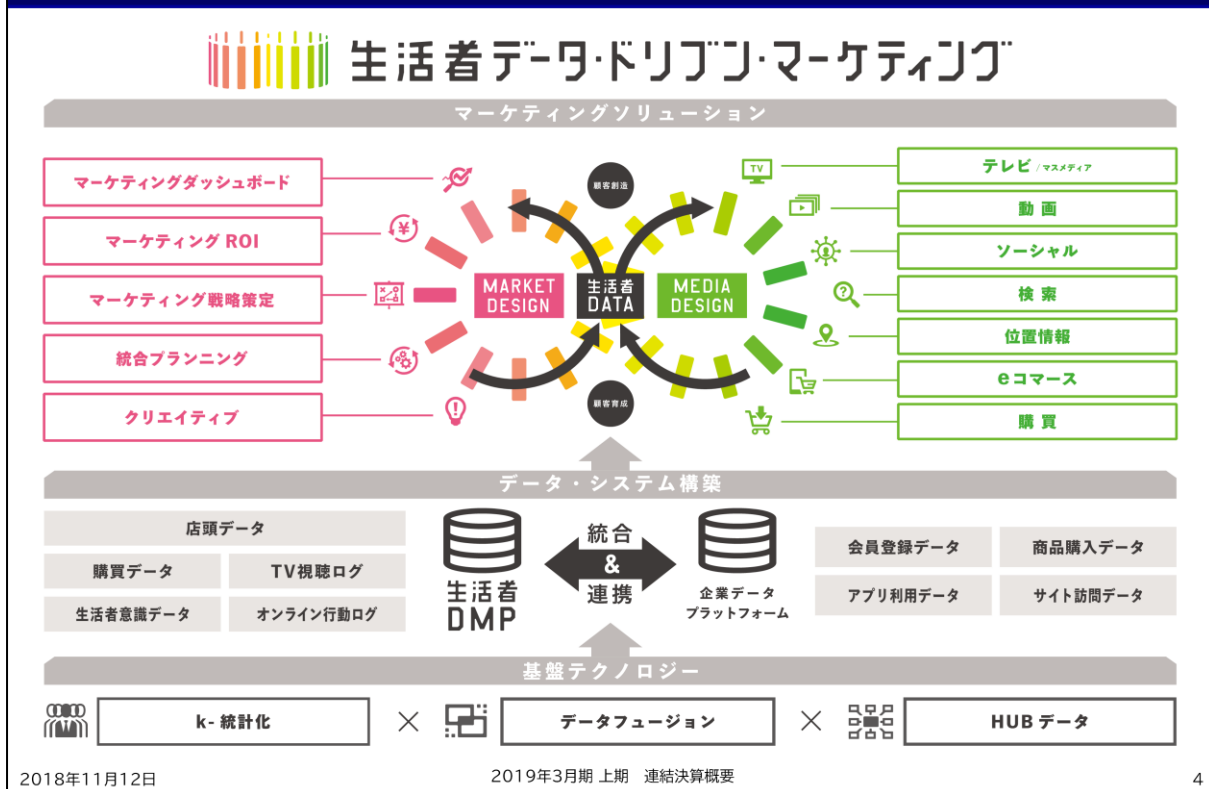 生活者データ・ドリブン・マーケティング
マーケティングソリューション
マーケティングダッシュボード
マーケティング ROI
マーケティング戦略策定
統合プランニング
クリエイティブ
¥
顧客創造
MARKET
DESIGN
生活者
DATA
MEDIA
DESIGN
顧客育成
TV
テレビ /マスメディア
動画
ソーシャル
検索
位置情報
eコマース
購買
データ・システム構築
店頭データ
購買データ
TV視聴ログ
生活者意識データ
オンライン行動ログ
生活者
DMP
統合
&
連携
企業データ
プラットフォーム
会員登録データ
商品購入データ
アプリ利用データ
サイト訪問データ
基盤テクノロジー
k- 統計化
×
データフュージョン
×
HUB データ
2018年11月12日
2019年3月期 上期 連結決算概要
4